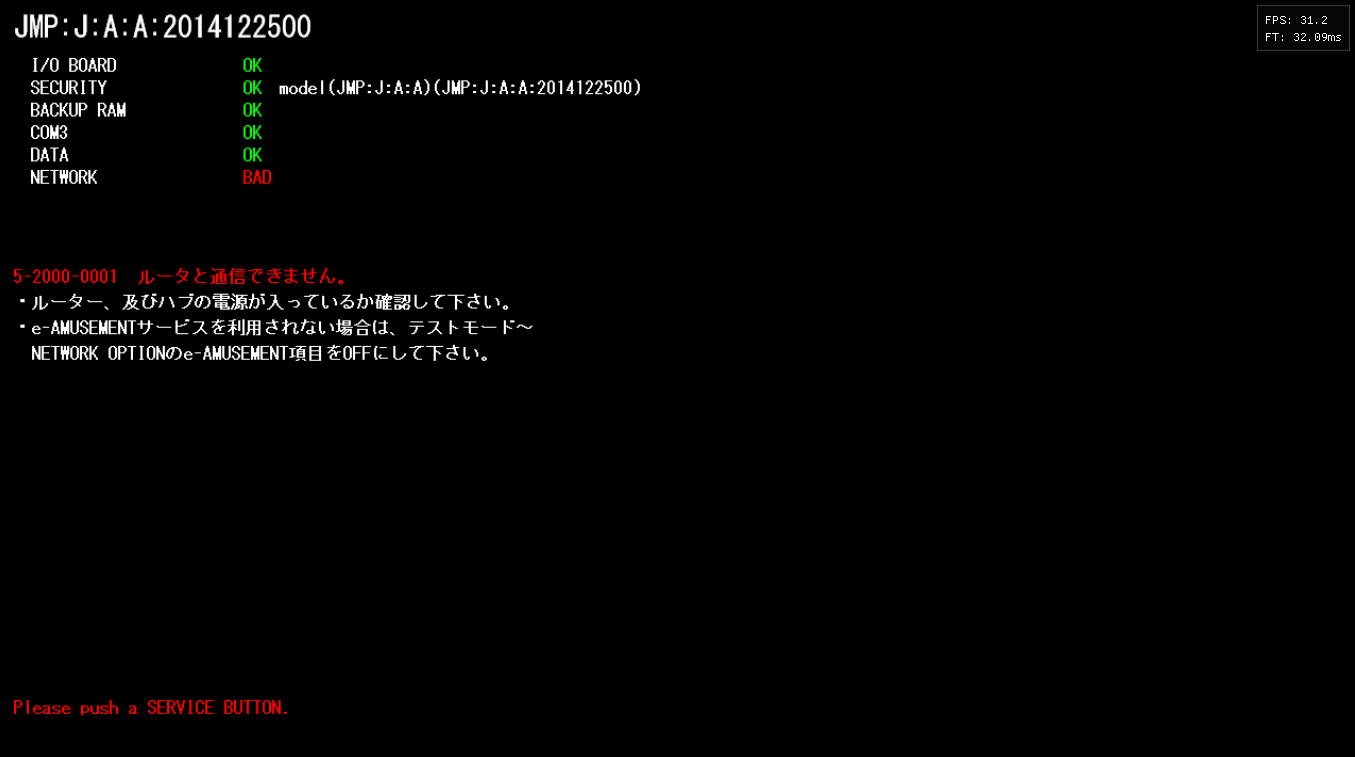 JMP:J:A:A:2014122500
FPS: 31.2
FT: 32.09ms
I/O BOARD OK
SECURITY OK model(JMP:J:A:A)(JMP:J:A:A:2014122500)
BACKUP RAM OK
COM3 OK
DATA OK
NETWORK BAD
5-2000-0001 ルータと通信できません。
・ルーター、及びハブの電源が入っているか確認して下さい。
・e-AMUSEMENTサービスを利用されない場合は、テストモード～
NETWORK OPTIONのe-AMUSEMENT項目をOFFにして下さい。
Please push a SERVICE BUTTON.